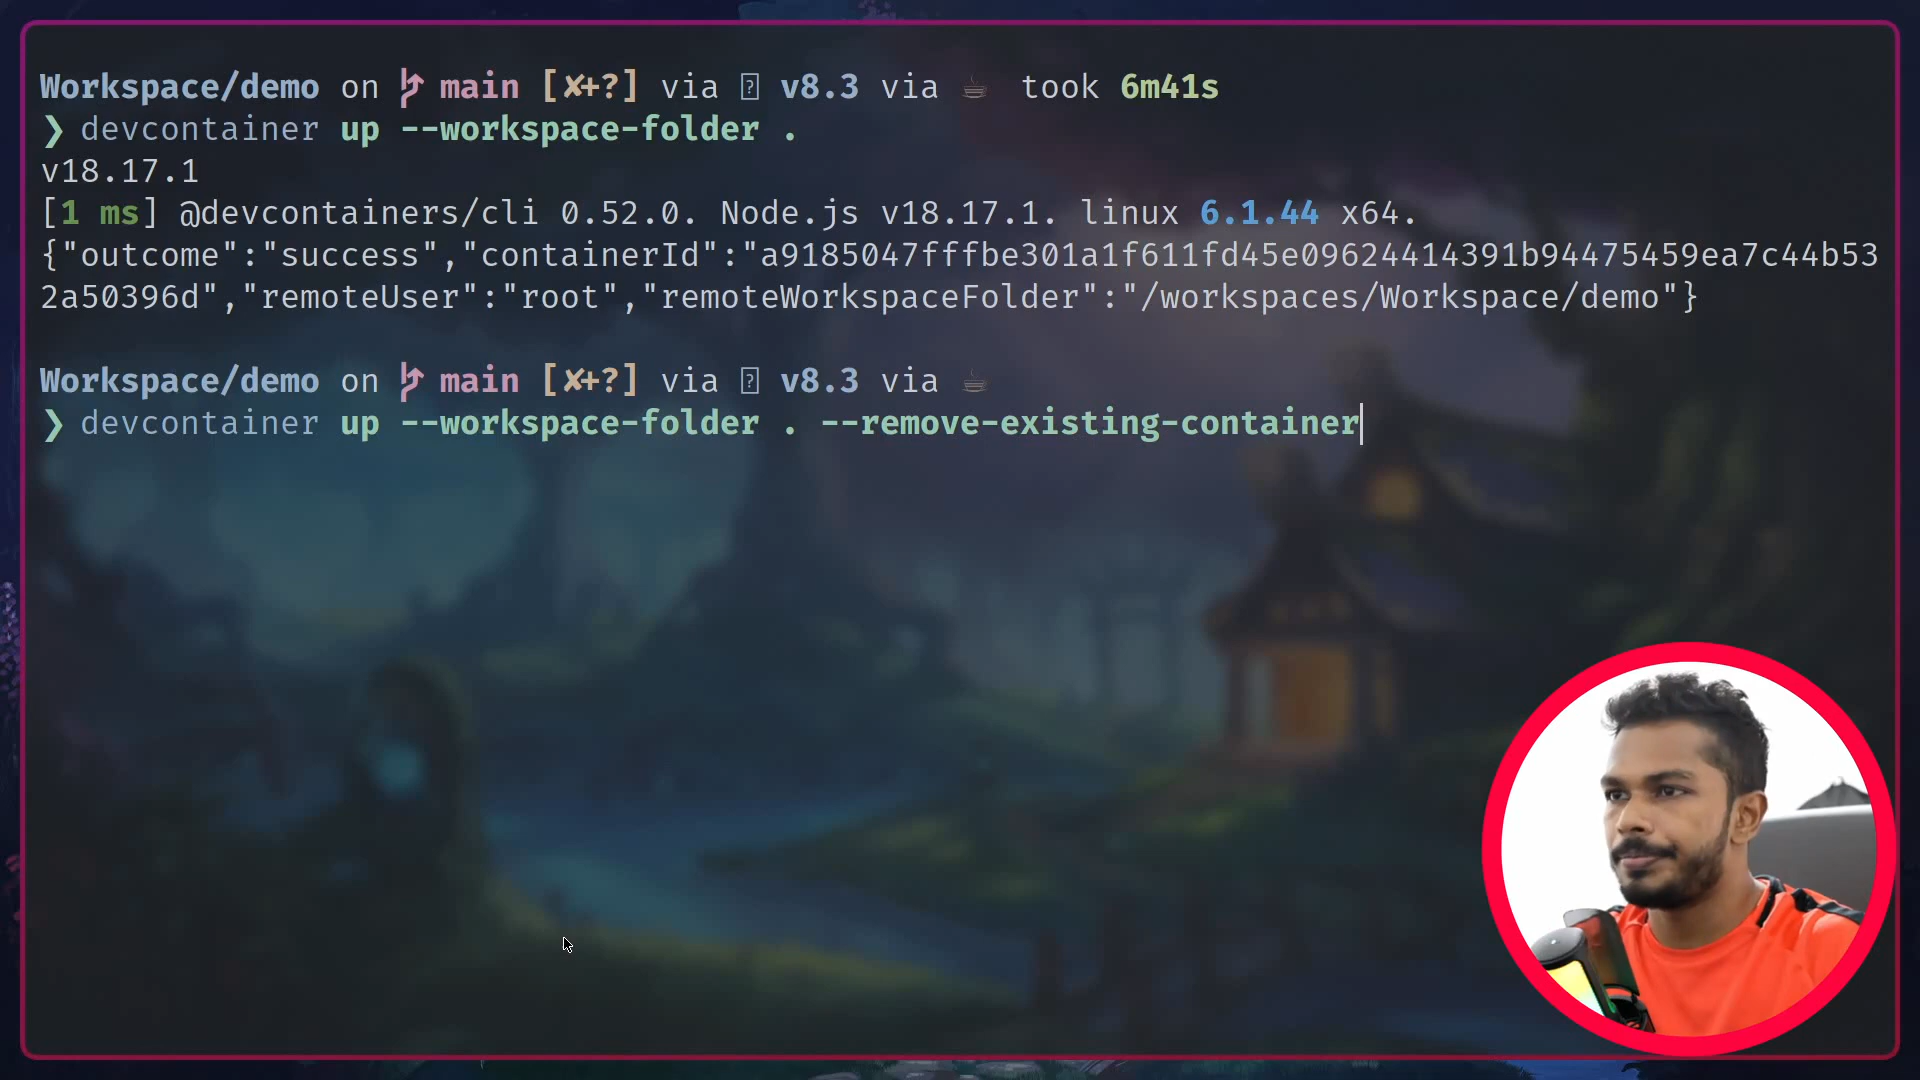 Workspace/demo on main [✘+?] via v8.3 via ☕ took 6m41s
❯ devcontainer up --workspace-folder .
v18.17.1
[1 ms] @devcontainers/cli 0.52.0. Node.js v18.17.1. linux 6.1.44 x64.
{"outcome":"success","containerId":"a9185047fffbe301a1f611fd45e09624414391b94475459ea7c44b53
2a50396d","remoteUser":"root","remoteWorkspaceFolder":"/workspaces/Workspace/demo"}
Workspace/demo on main [✘+?] via v8.3 via ☕
❯ devcontainer up --workspace-folder . --remove-existing-container